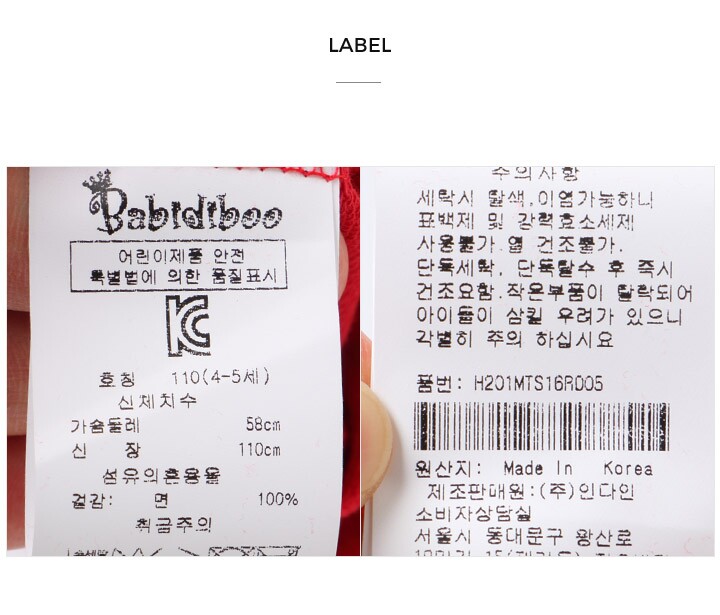 LABEL
Babidiboo
어린이제품 안전
특별법에 의한 품질표시
KC
호칭 110(4-5세)
신체치수
가슴둘레 58cm
신 장 110cm
섬유의혼용율
겉감: 면 100%
취급주의
주의사항
세탁시 탈색,이염가능하니
표백제 및 강력효소세제
사용불가.열 건조불가.
단독세탁, 단독탈수 후 즉시
건조요함.작은부품이 탈락되어
아이들이 삼킬 우려가 있으니
각별히 주의 하십시요
품번: H201MTS16RD05
원산지: Made In Korea
제조판매원:(주)인다인
소비자상담실
서울시 동대문구 왕산로